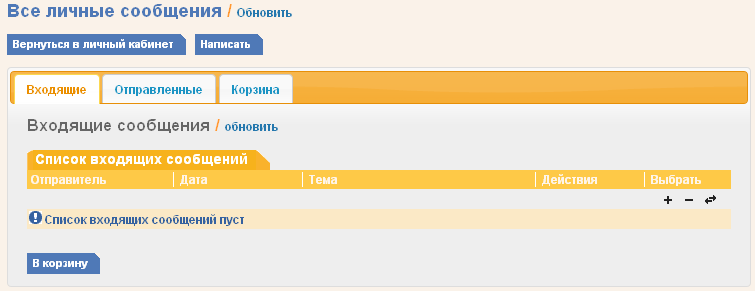 Все личные сообщения / Обновить
Вернуться в личный кабинет Написать
Входящие Отправленные Корзина
Входящие сообщения / обновить
Список входящих сообщений
Отправитель Дата Тема Действия Выбрать
Список входящих сообщений пуст
В корзину